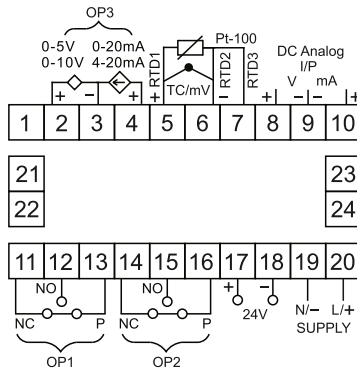 OP3
0-5V 0-20mA
0-10V 4-20mA
+ − +
RTD1
+
Pt-100
TC/mV
RTD2
−
RTD3
DC Analog
I/P
V mA
+ − +
1 2 3 4 5 6 7 8 9 10
21 23
22 24
11 12 13 14 15 16 17 18 19 20
NO NO + −
24V
NC P NC P
N/− L/+
SUPPLY
OP1 OP2